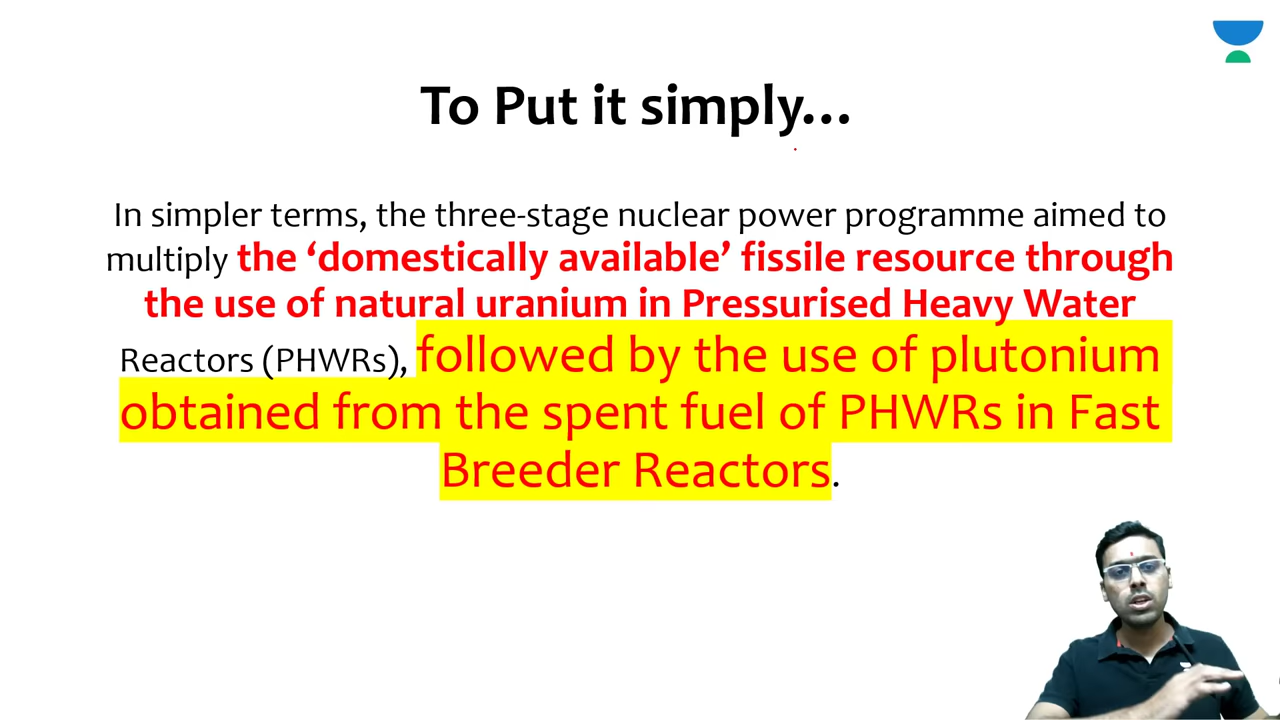 To Put it simply...
In simpler terms, the three-stage nuclear power programme aimed to
multiply the ‘domestically available’ fissile resource through
the use of natural uranium in Pressurised Heavy Water
Reactors (PHWRs), followed by the use of plutonium
obtained from the spent fuel of PHWRs in Fast
Breeder Reactors.